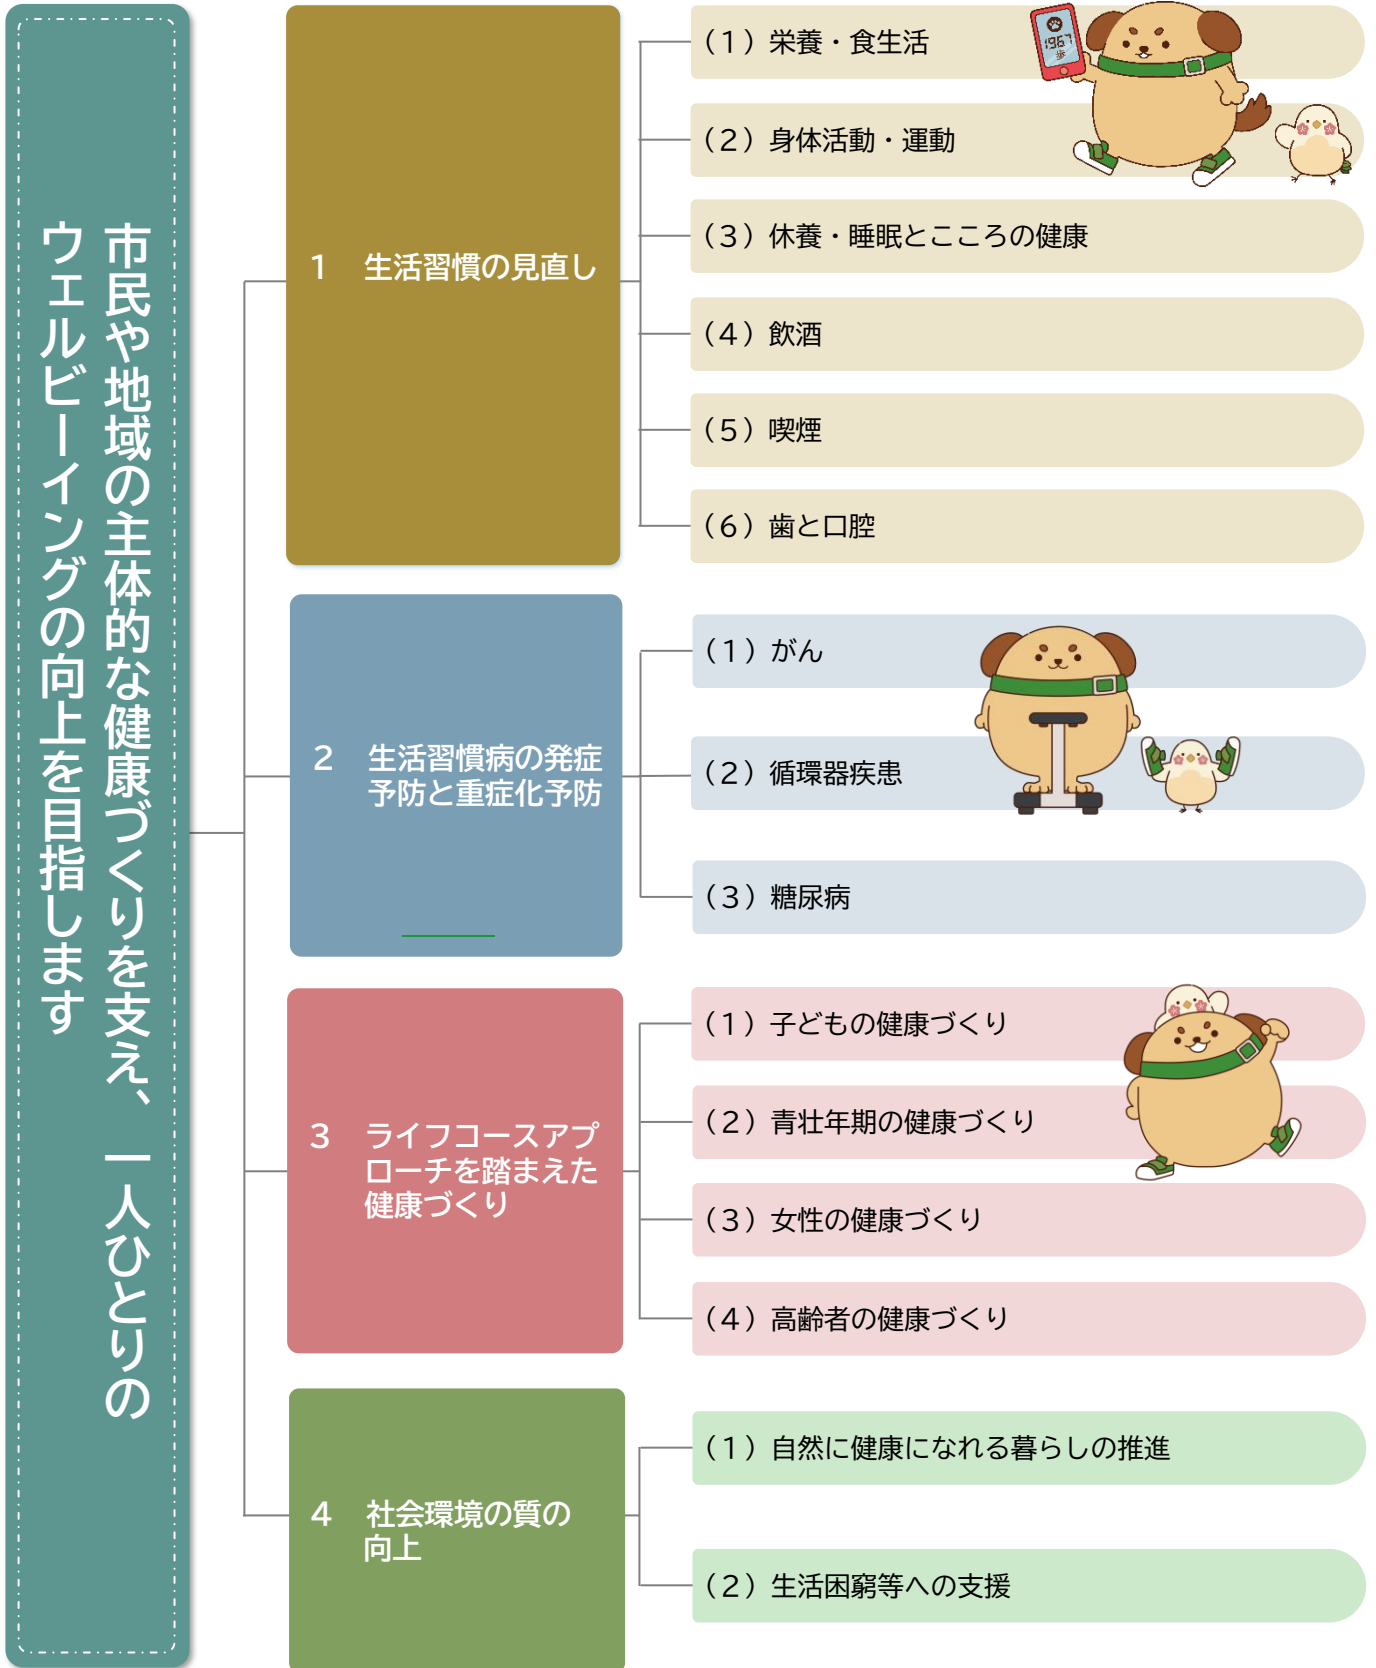 市民や地域の主体的な健康づくりを支え、一人ひとりの
ウェルビーイングの向上を目指します
1 生活習慣の見直し
(1)栄養・食生活
1967
歩
(2)身体活動・運動
(3)休養・睡眠とこころの健康
(4)飲酒
(5)喫煙
(6)歯と口腔
2 生活習慣病の発症
予防と重症化予防
(1)がん
(2)循環器疾患
(3)糖尿病
3 ライフコースアプ
ローチを踏まえた
健康づくり
(1)子どもの健康づくり
(2)青壮年期の健康づくり
(3)女性の健康づくり
(4)高齢者の健康づくり
4 社会環境の質の
向上
(1)自然に健康になれる暮らしの推進
(2)生活困窮等への支援